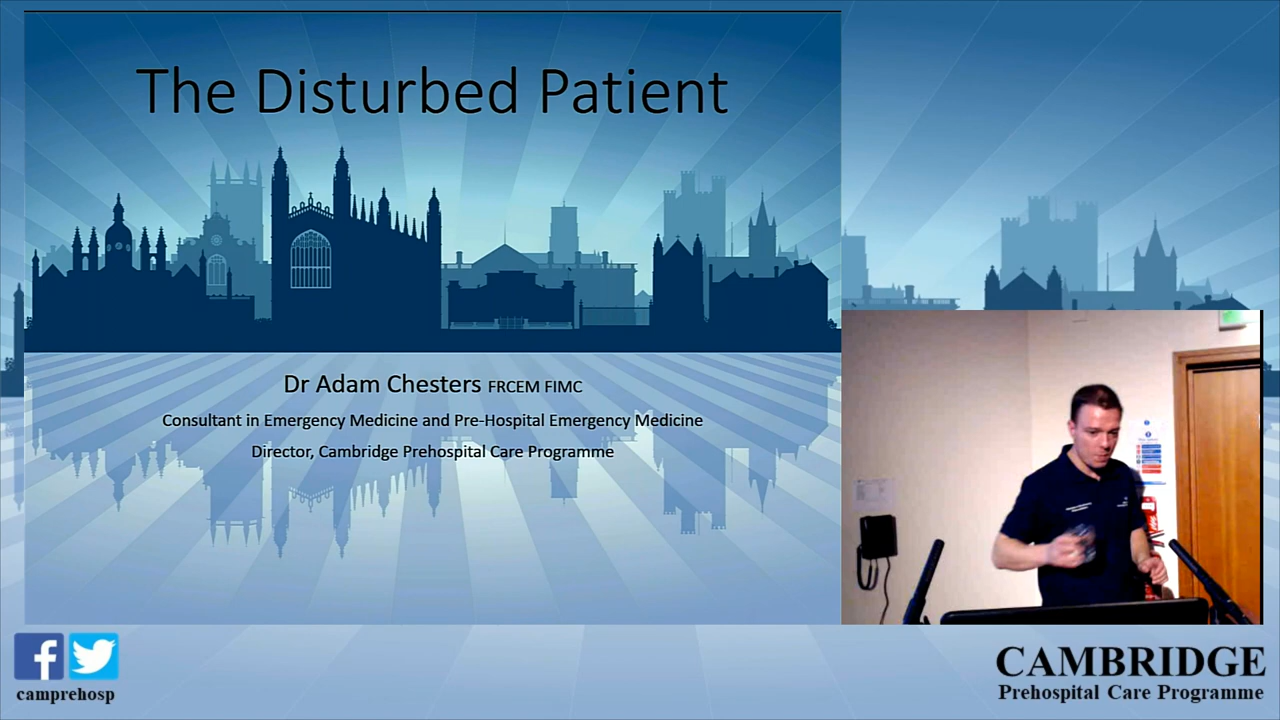 The Disturbed Patient
Dr Adam Chesters FRCEM FIMC
Consultant in Emergency Medicine and Pre-Hospital Emergency Medicine
Director, Cambridge Prehospital Care Programme
camprehosp
CAMBRIDGE
Prehospital Care Programme